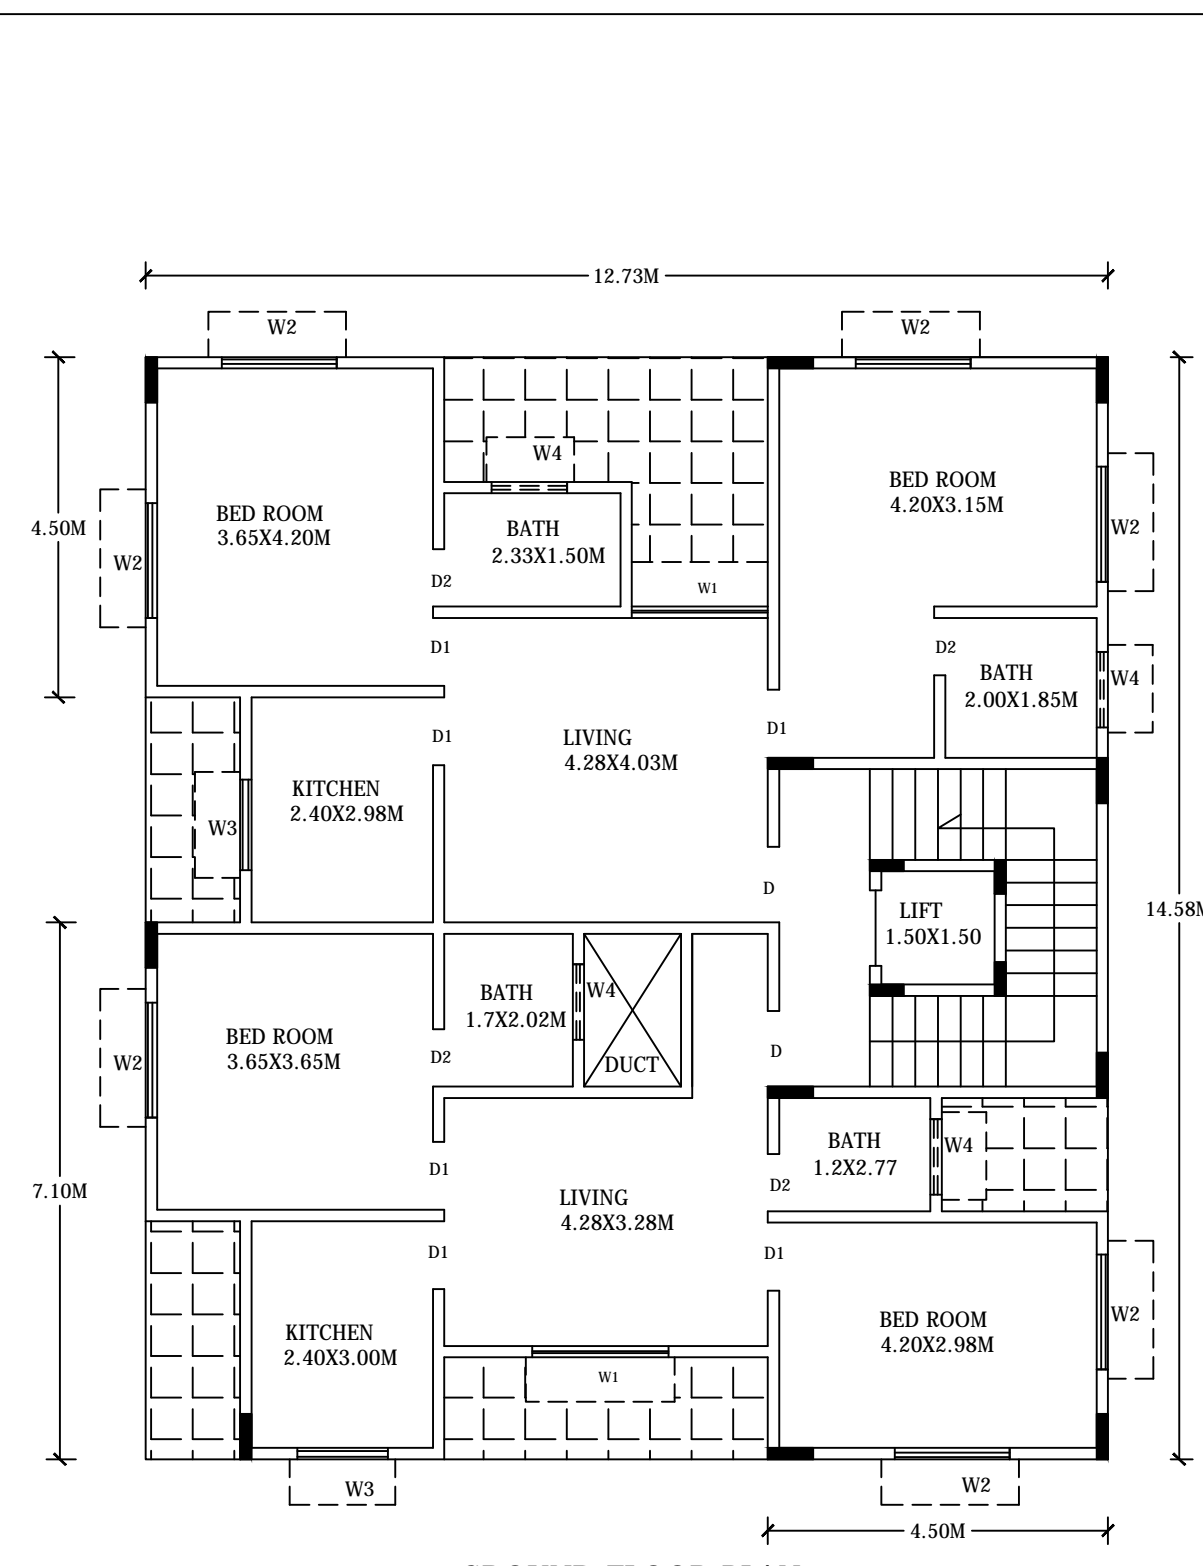 12.73M
W2
W2
W4
BED ROOM
4.20X3.15M
BED ROOM
3.65X4.20M
4.50M
BATH
2.33X1.50M
W2
W2
D2
W1
D1
D2
BATH
2.00X1.85M
W4
D1
LIVING
4.28X4.03M
D1
KITCHEN
2.40X2.98M
W3
D
LIFT
1.50X1.50
14.58M
BATH
1.7X2.02M
W4
BED ROOM
3.65X3.65M
W2
D2
DUCT
D
BATH
1.2X2.77
W4
D1
D2
7.10M
LIVING
4.28X3.28M
D1
D1
W2
BED ROOM
4.20X2.98M
KITCHEN
2.40X3.00M
W1
W3
W2
4.50M
GROUND FLOOR PLAN